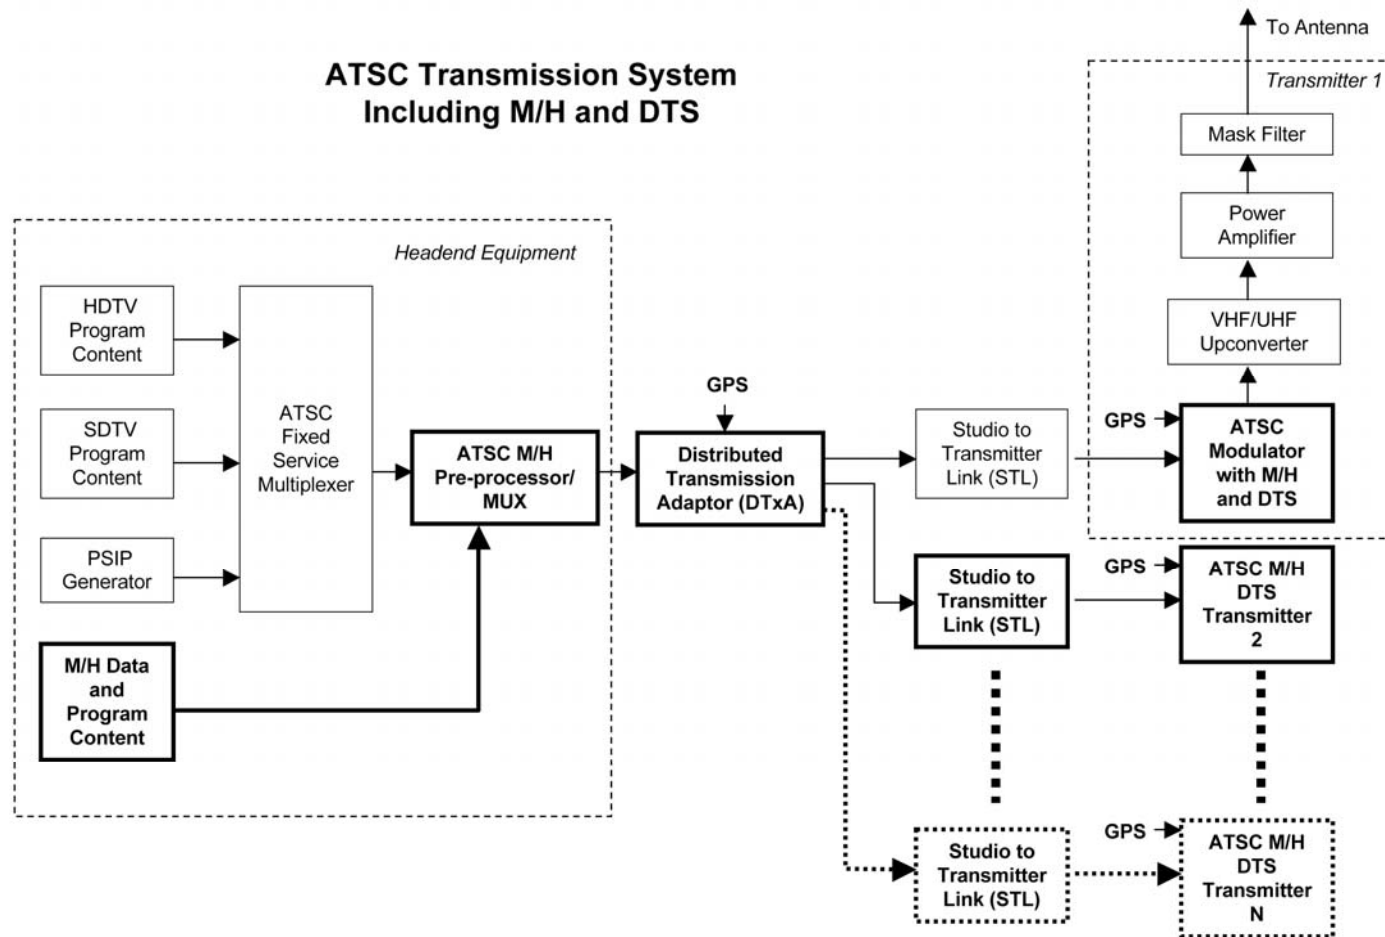 To Antenna
ATSC Transmission System
Including M/H and DTS
Transmitter 1
Mask Filter
Power
Amplifier
VHF/UHF
Upconverter
GPS
ATSC
Modulator
with M/H
and DTS
Headend Equipment
HDTV
Program
Content
SDTV
Program
Content
PSIP
Generator
M/H Data
and
Program
Content
ATSC
Fixed
Service
Multiplexer
ATSC M/H
Pre-processor/
MUX
GPS
Distributed
Transmission
Adaptor (DTxA)
Studio to
Transmitter
Link (STL)
Studio to
Transmitter
Link (STL)
GPS
ATSC M/H
DTS
Transmitter
2
Studio to
Transmitter
Link (STL)
GPS
ATSC M/H
DTS
Transmitter
N